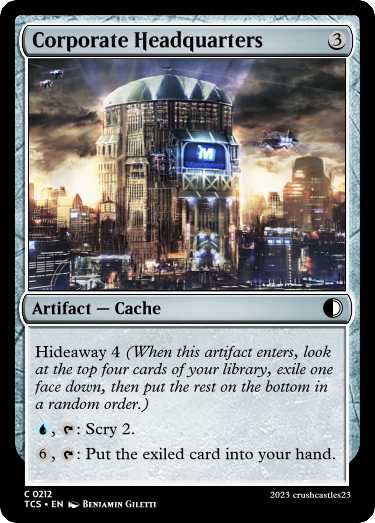 Corporate Headquarters 3
M
Artifact — Cache
Hideaway 4 (When this artifact enters, look
at the top four cards of your library, exile one
face down, then put the rest on the bottom in
a random order.)
, : Scry 2.
6, : Put the exiled card into your hand.
C 0212
TCS • EN Benjamin Giletti
2023 crushcastles23